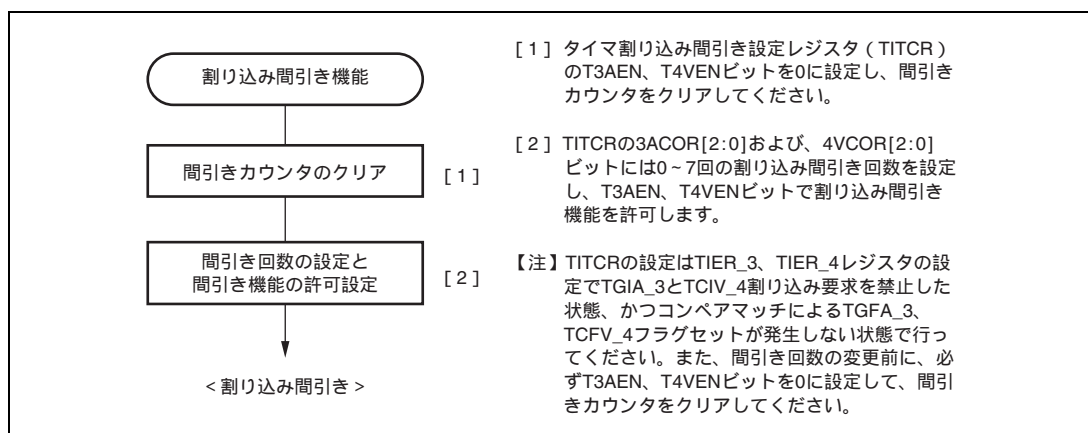 割り込み間引き機能
間引きカウンタのクリア
[1]
間引き回数の設定と
間引き機能の許可設定
[2]
<割り込み間引き>
[1] タイマ割り込み間引き設定レジスタ(TITCR)
のT3AEN、T4VENビットを0に設定し、間引き
カウンタをクリアしてください。
[2] TITCRの3ACOR[2:0]および、4VCOR[2:0]
ビットには0~7回の割り込み間引き回数を設定
し、T3AEN、T4VENビットで割り込み間引き
機能を許可します。
【注】TITCRの設定はTIER_3、TIER_4レジスタの設
定でTGIA_3とTCIV_4割り込み要求を禁止した
状態、かつコンペアマッチによるTGFA_3、
TCFV_4フラグセットが発生しない状態で行っ
てください。また、間引き回数の変更前に、必
ずT3AEN、T4VENビットを0に設定して、間引
きカウンタをクリアしてください。